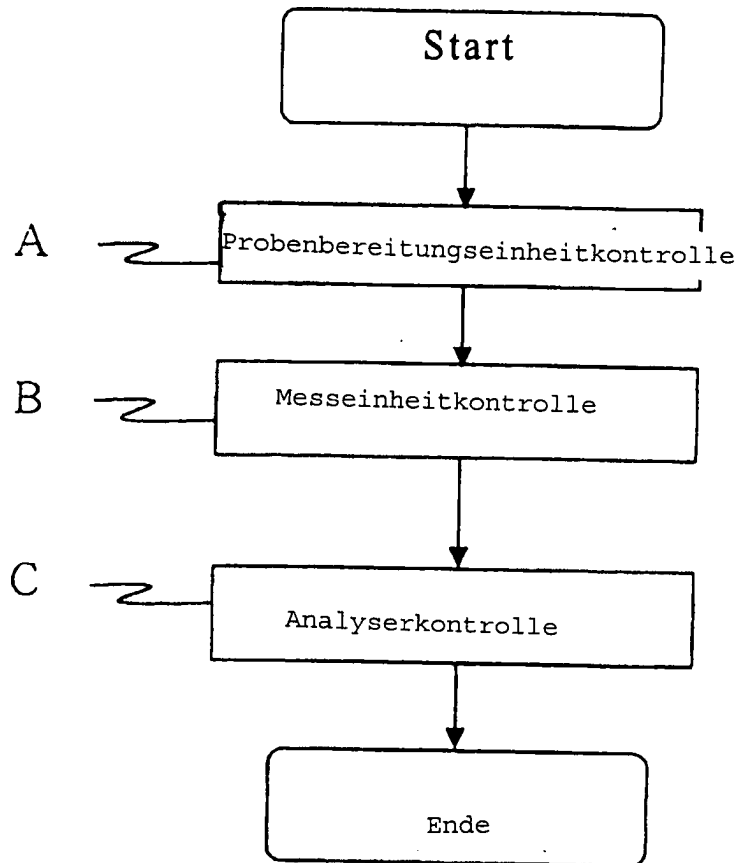 Start
A
Probenbereitungseinheitkontrolle
B
Messeinheitkontrolle
C
Analyserkontrolle
Ende